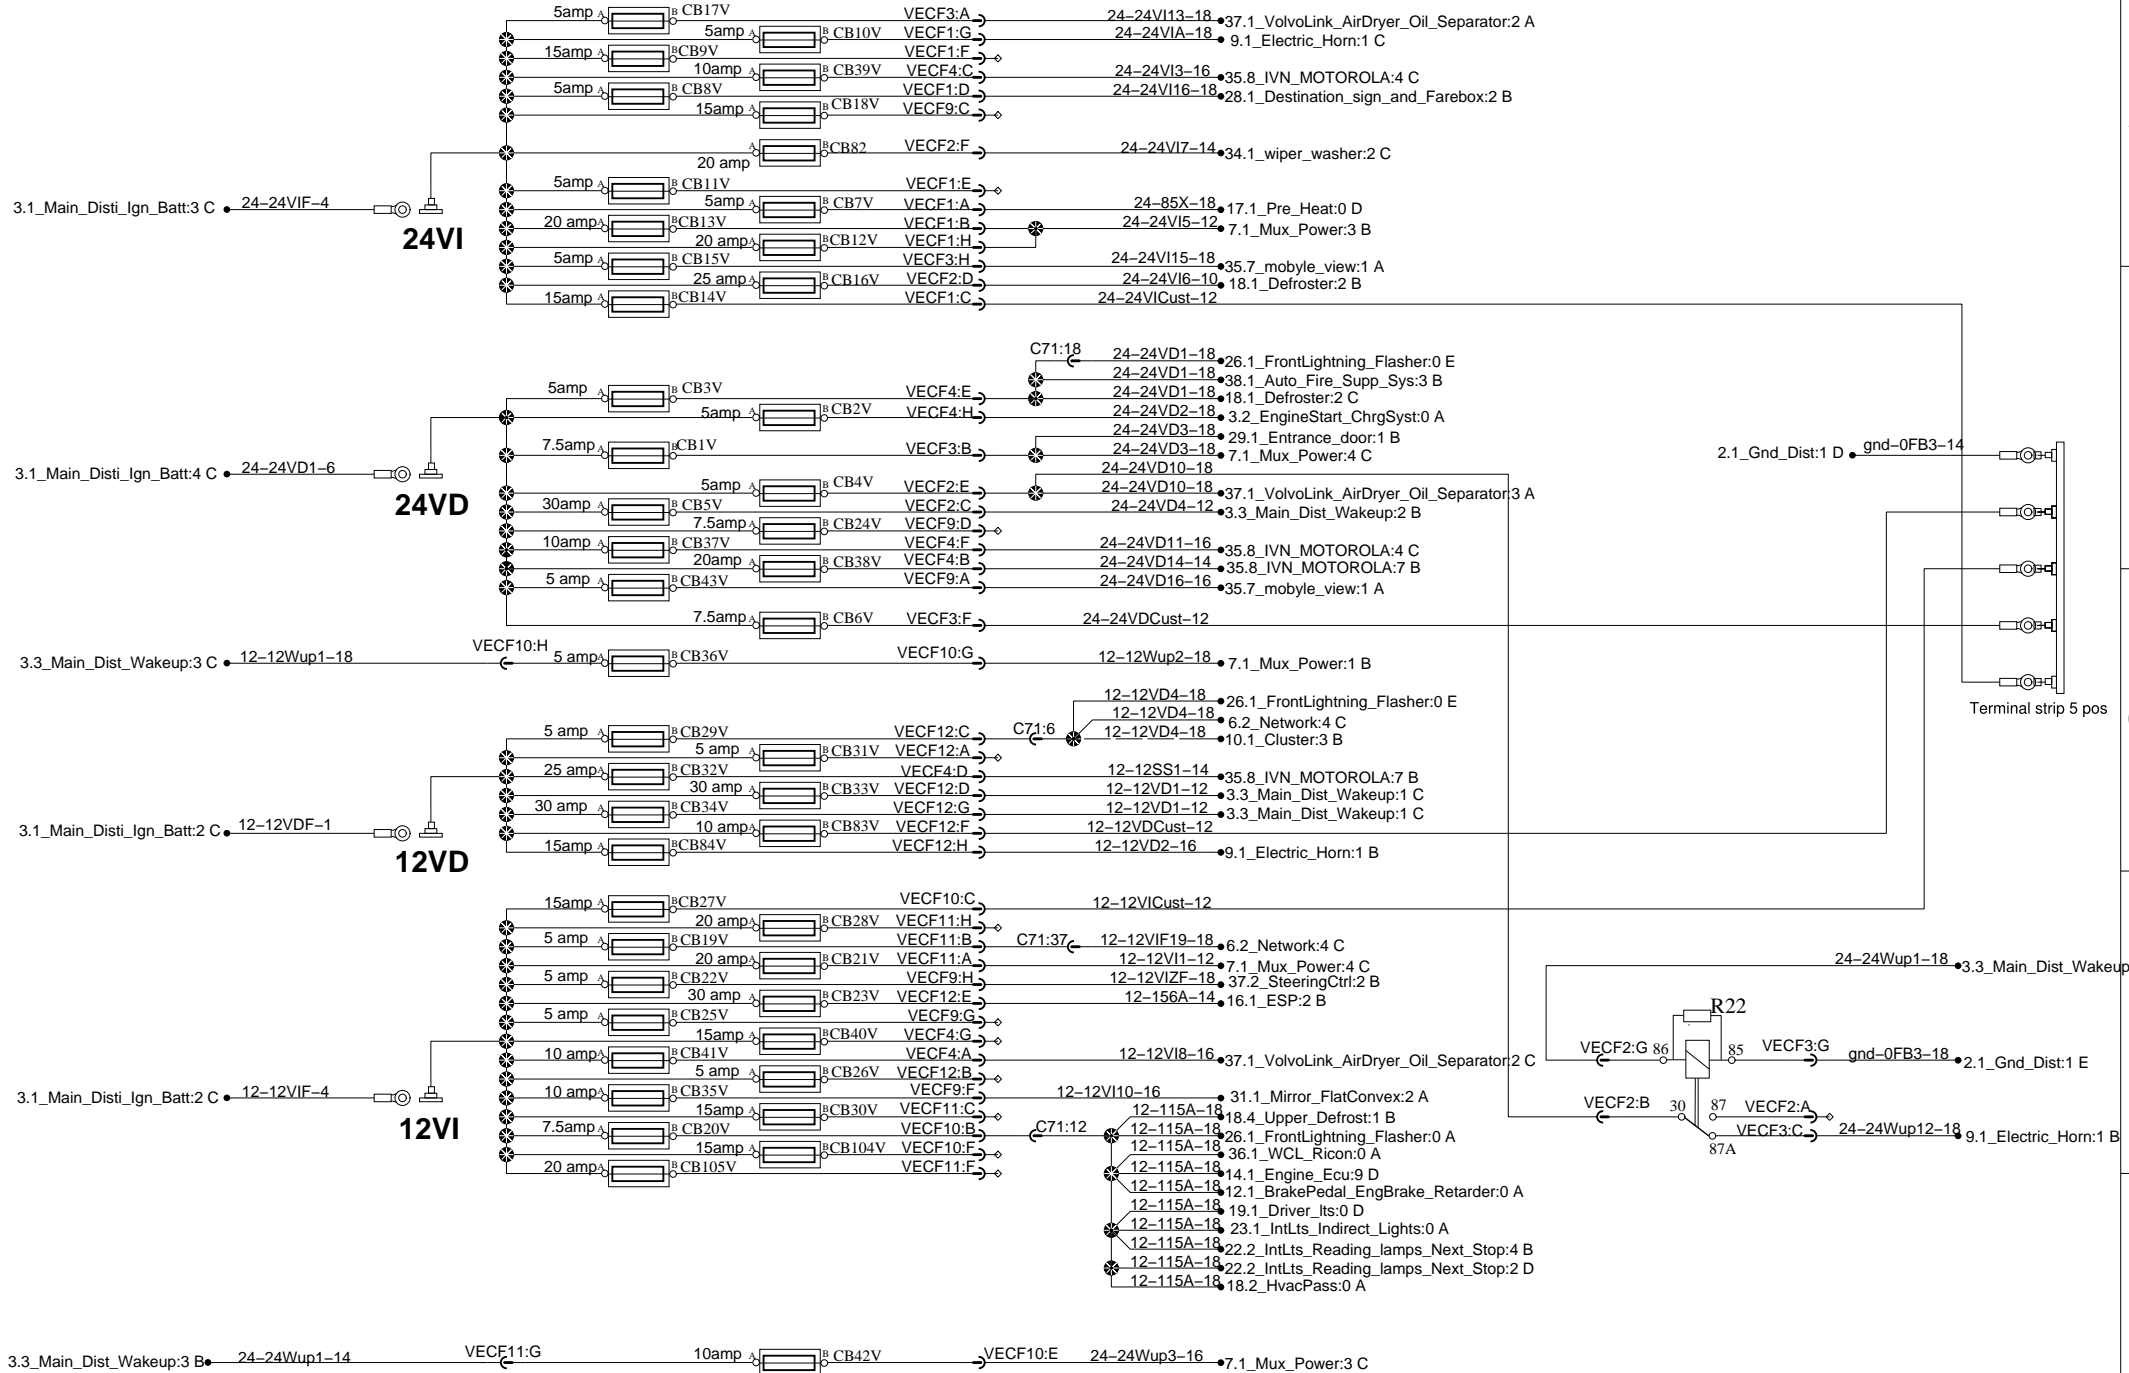 5amp A B CB17V VECF3:A 24–24VI13–18 37.1_VolvoLink_AirDryer_Oil_Separator:2 A
5amp A B CB10V VECF1:G 24–24VIA–18 9.1_Electric_Horn:1 C
15amp A B CB9V VECF1:F
10amp A B CB39V VECF4:C 24–24VI3–16 35.8_IVN_MOTOROLA:4 C
5amp A B CB8V VECF1:D 24–24VI16–18 28.1_Destination_sign_and_Farebox:2 B
15amp A B CB18V VECF9:C
20 amp A B CB82 VECF2:F 24–24VI7–14 34.1_wiper_washer:2 C
5amp A B CB11V VECF1:E
3.1_Main_Disti_Ign_Batt:3 C 24–24VIF–4
24VI
5amp A B CB7V VECF1:A 24–85X–18 17.1_Pre_Heat:0 D
20 amp A B CB13V VECF1:B 24–24VI5–12 7.1_Mux_Power:3 B
20 amp A B CB12V VECF1:H
5amp A B CB15V VECF3:H 24–24VI15–18 35.7_mobyle_view:1 A
25 amp A B CB16V VECF2:D 24–24VI6–10 18.1_Defroster:2 B
15amp A B CB14V VECF1:C 24–24VICust–12
C71:18 24–24VD1–18 26.1_FrontLightning_Flasher:0 E
24–24VD1–18 38.1_Auto_Fire_Supp_Sys:3 B
5amp A B CB3V VECF4:E 24–24VD1–18 18.1_Defroster:2 C
5amp A B CB2V VECF4:H 24–24VD2–18 3.2_EngineStart_ChrgSyst:0 A
24–24VD3–18 29.1_Entrance_door:1 B
7.5amp A B CB1V VECF3:B 24–24VD3–18 7.1_Mux_Power:4 C
2.1_Gnd_Dist:1 D gnd–0FB3–14
3.1_Main_Disti_Ign_Batt:4 C 24–24VD1–6
24VD
24–24VD10–18
5amp A B CB4V VECF2:E 24–24VD10–18 37.1_VolvoLink_AirDryer_Oil_Separator:3 A
30amp A B CB5V VECF2:C 24–24VD4–12 3.3_Main_Dist_Wakeup:2 B
7.5amp A B CB24V VECF9:D
10amp A B CB37V VECF4:F 24–24VD11–16 35.8_IVN_MOTOROLA:4 C
20amp A B CB38V VECF4:B 24–24VD14–14 35.8_IVN_MOTOROLA:7 B
5 amp A B CB43V VECF9:A 24–24VD16–16 35.7_mobyle_view:1 A
7.5amp A B CB6V VECF3:F 24–24VDCust–12
3.3_Main_Dist_Wakeup:3 C 12–12Wup1–18 VECF10:H 5 amp A B CB36V VECF10:G 12–12Wup2–18 7.1_Mux_Power:1 B
Terminal strip 5 pos
12–12VD4–18 26.1_FrontLightning_Flasher:0 E
12–12VD4–18 6.2_Network:4 C
5 amp A B CB29V VECF12:C C71:6 12–12VD4–18 10.1_Cluster:3 B
5 amp A B CB31V VECF12:A
25 amp A B CB32V VECF4:D 12–12SS1–14 35.8_IVN_MOTOROLA:7 B
30 amp A B CB33V VECF12:D 12–12VD1–12 3.3_Main_Dist_Wakeup:1 C
30 amp A B CB34V VECF12:G 12–12VD1–12 3.3_Main_Dist_Wakeup:1 C
3.1_Main_Disti_Ign_Batt:2 C 12–12VDF–1
12VD
10 amp A B CB83V VECF12:F 12–12VDCust–12
15amp A B CB84V VECF12:H 12–12VD2–16 9.1_Electric_Horn:1 B
15amp A B CB27V VECF10:C 12–12VICust–12
20 amp A B CB28V VECF11:H
5 amp A B CB19V VECF11:B C71:37 12–12VIF19–18 6.2_Network:4 C
20 amp A B CB21V VECF11:A 12–12VI1–12 7.1_Mux_Power:4 C
5 amp A B CB22V VECF9:H 12–12VIZF–18 37.2_SteeringCtrl:2 B
30 amp A B CB23V VECF12:E 12–156A–14 16.1_ESP:2 B
5 amp A B CB25V VECF9:G
15amp A B CB40V VECF4:G
10 amp A B CB41V VECF4:A 12–12VI8–16 37.1_VolvoLink_AirDryer_Oil_Separator:2 C
5 amp A B CB26V VECF12:B
3.1_Main_Disti_Ign_Batt:2 C 12–12VIF–4
12VI
10 amp A B CB35V VECF9:F 12–12VI10–16 31.1_Mirror_FlatConvex:2 A
15amp A B CB30V VECF11:C 12–115A–18 18.4_Upper_Defrost:1 B
7.5amp A B CB20V VECF10:B C71:12 12–115A–18 26.1_FrontLightning_Flasher:0 A
15amp A B CB104V VECF10:F 12–115A–18 36.1_WCL_Ricon:0 A
20 amp A B CB105V VECF11:F 12–115A–18 14.1_Engine_Ecu:9 D
12–115A–18 12.1_BrakePedal_EngBrake_Retarder:0 A
12–115A–18 19.1_Driver_lts:0 D
12–115A–18 23.1_IntLts_Indirect_Lights:0 A
12–115A–18 22.2_IntLts_Reading_lamps_Next_Stop:4 B
12–115A–18 22.2_IntLts_Reading_lamps_Next_Stop:2 D
12–115A–18 18.2_HvacPass:0 A
24–24Wup1–18 3.3_Main_Dist_Wakeup
R22
VECF2:G 86 85 VECF3:G gnd–0FB3–18 2.1_Gnd_Dist:1 E
VECF2:B 30 87 VECF2:A
87A VECF3:C 24–24Wup12–18 9.1_Electric_Horn:1 B
3.3_Main_Dist_Wakeup:3 B 24–24Wup1–14 VECF11:G 10amp A B CB42V VECF10:E 24–24Wup3–16 7.1_Mux_Power:3 C